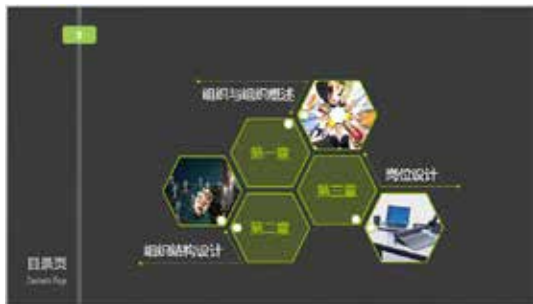 组织与组织概述
第一章
岗位设计
第三章
第二章
组织结构设计
目录页